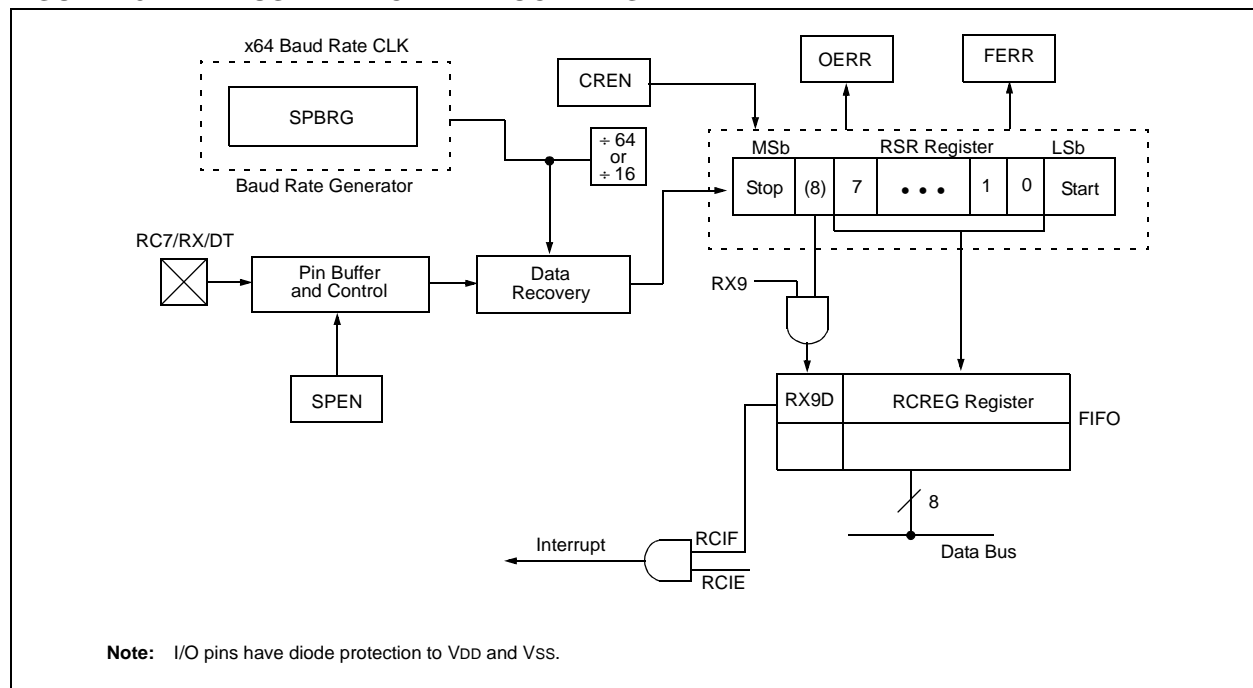 x64 Baud Rate CLK
SPBRG
Baud Rate Generator
CREN
OERR
FERR
÷ 64
or
÷ 16
MSb RSR Register LSb
Stop (8) 7 • • • 1 0 Start
RC7/RX/DT
Pin Buffer
and Control
Data
Recovery
RX9
SPEN
RX9D RCREG Register
FIFO
8
Data Bus
Interrupt
RCIF
RCIE
Note: I/O pins have diode protection to VDD and VSS.